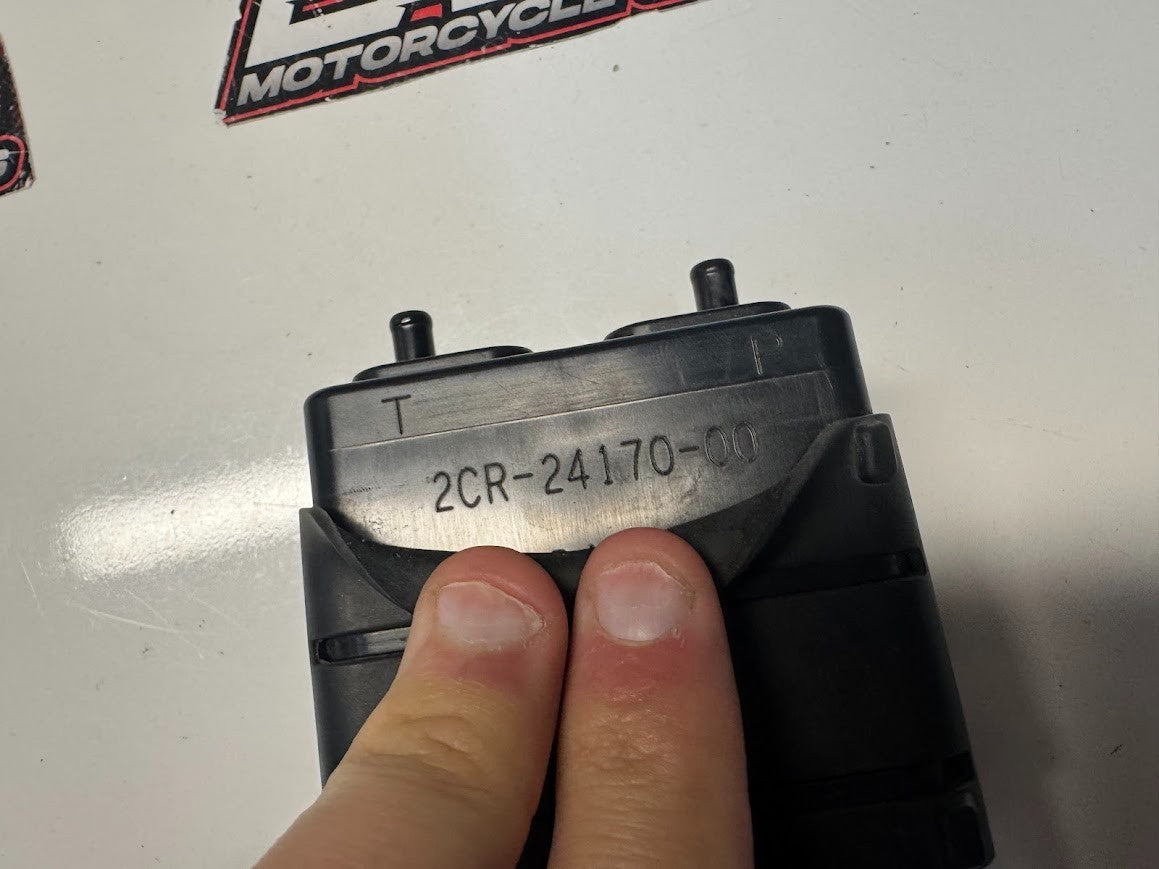 MOTORCYCLE
T
P
2CR-24170-00